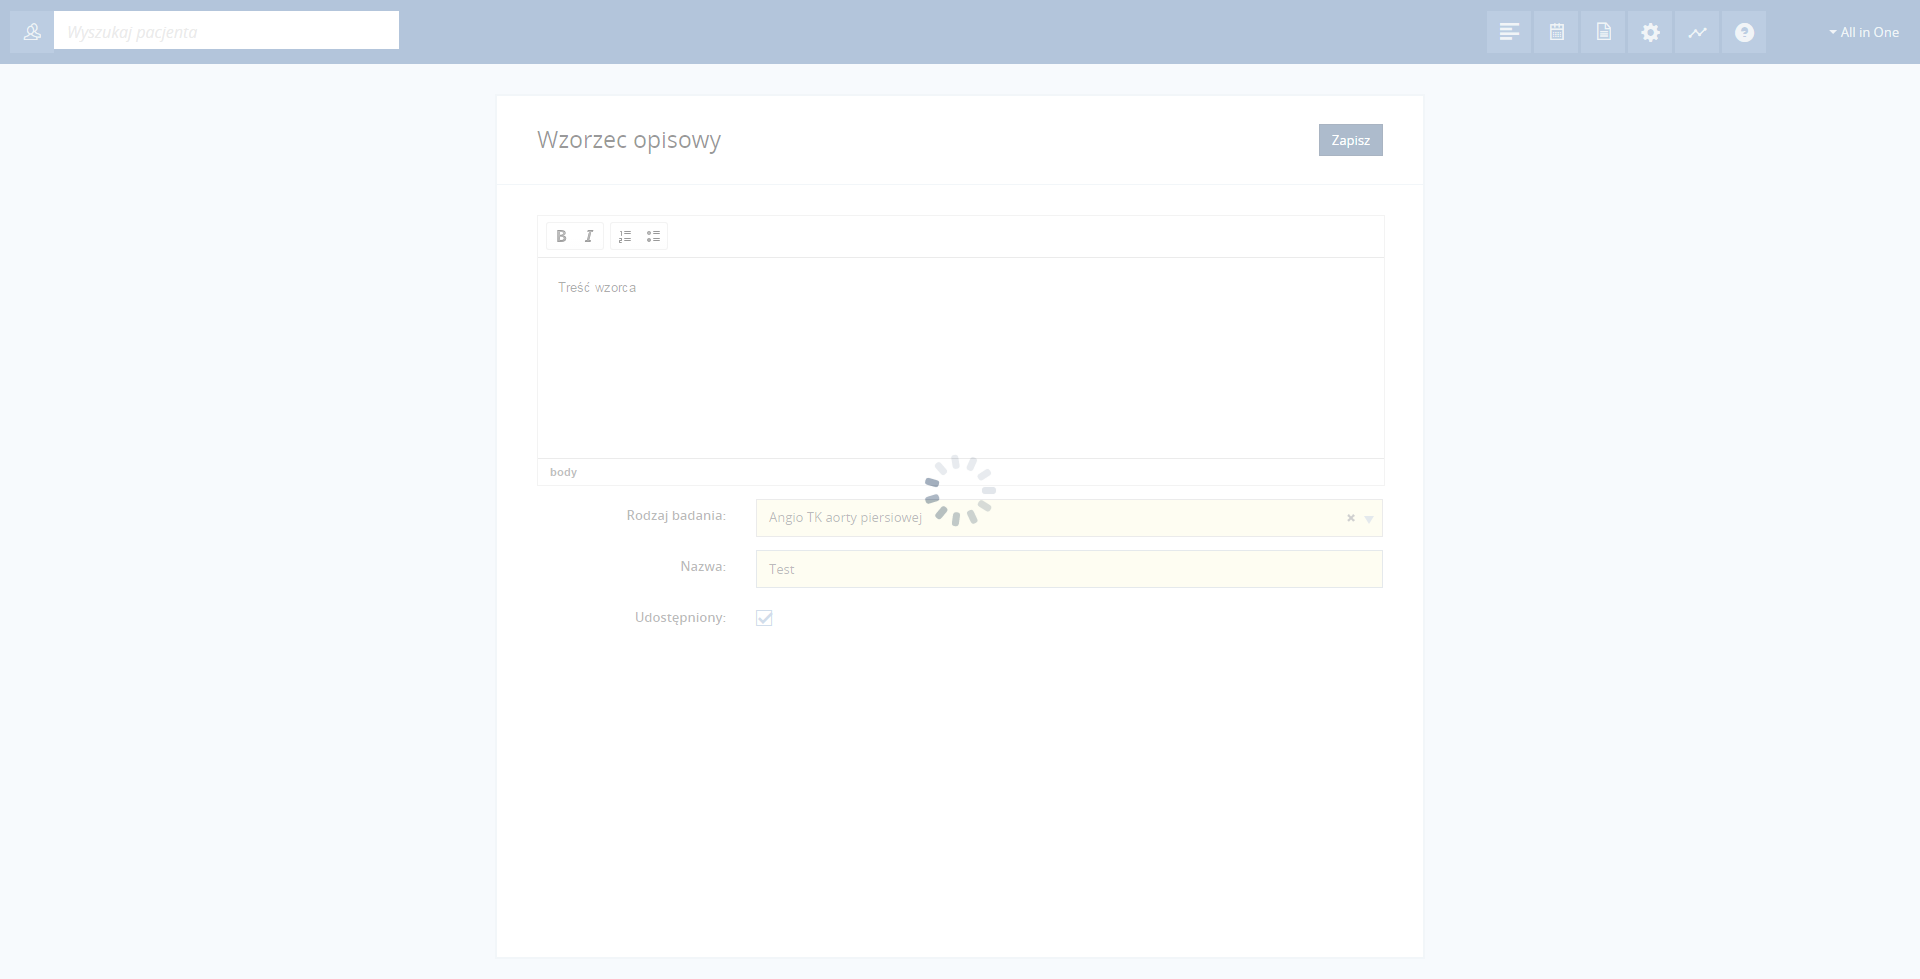 Wyszukaj pacjenta
All in One
Wzorzec opisowy
Zapisz
B I
Treść wzorca
body
Rodzaj badania:
Angio TK aorty piersiowej
Nazwa:
Test
Udostępniony: